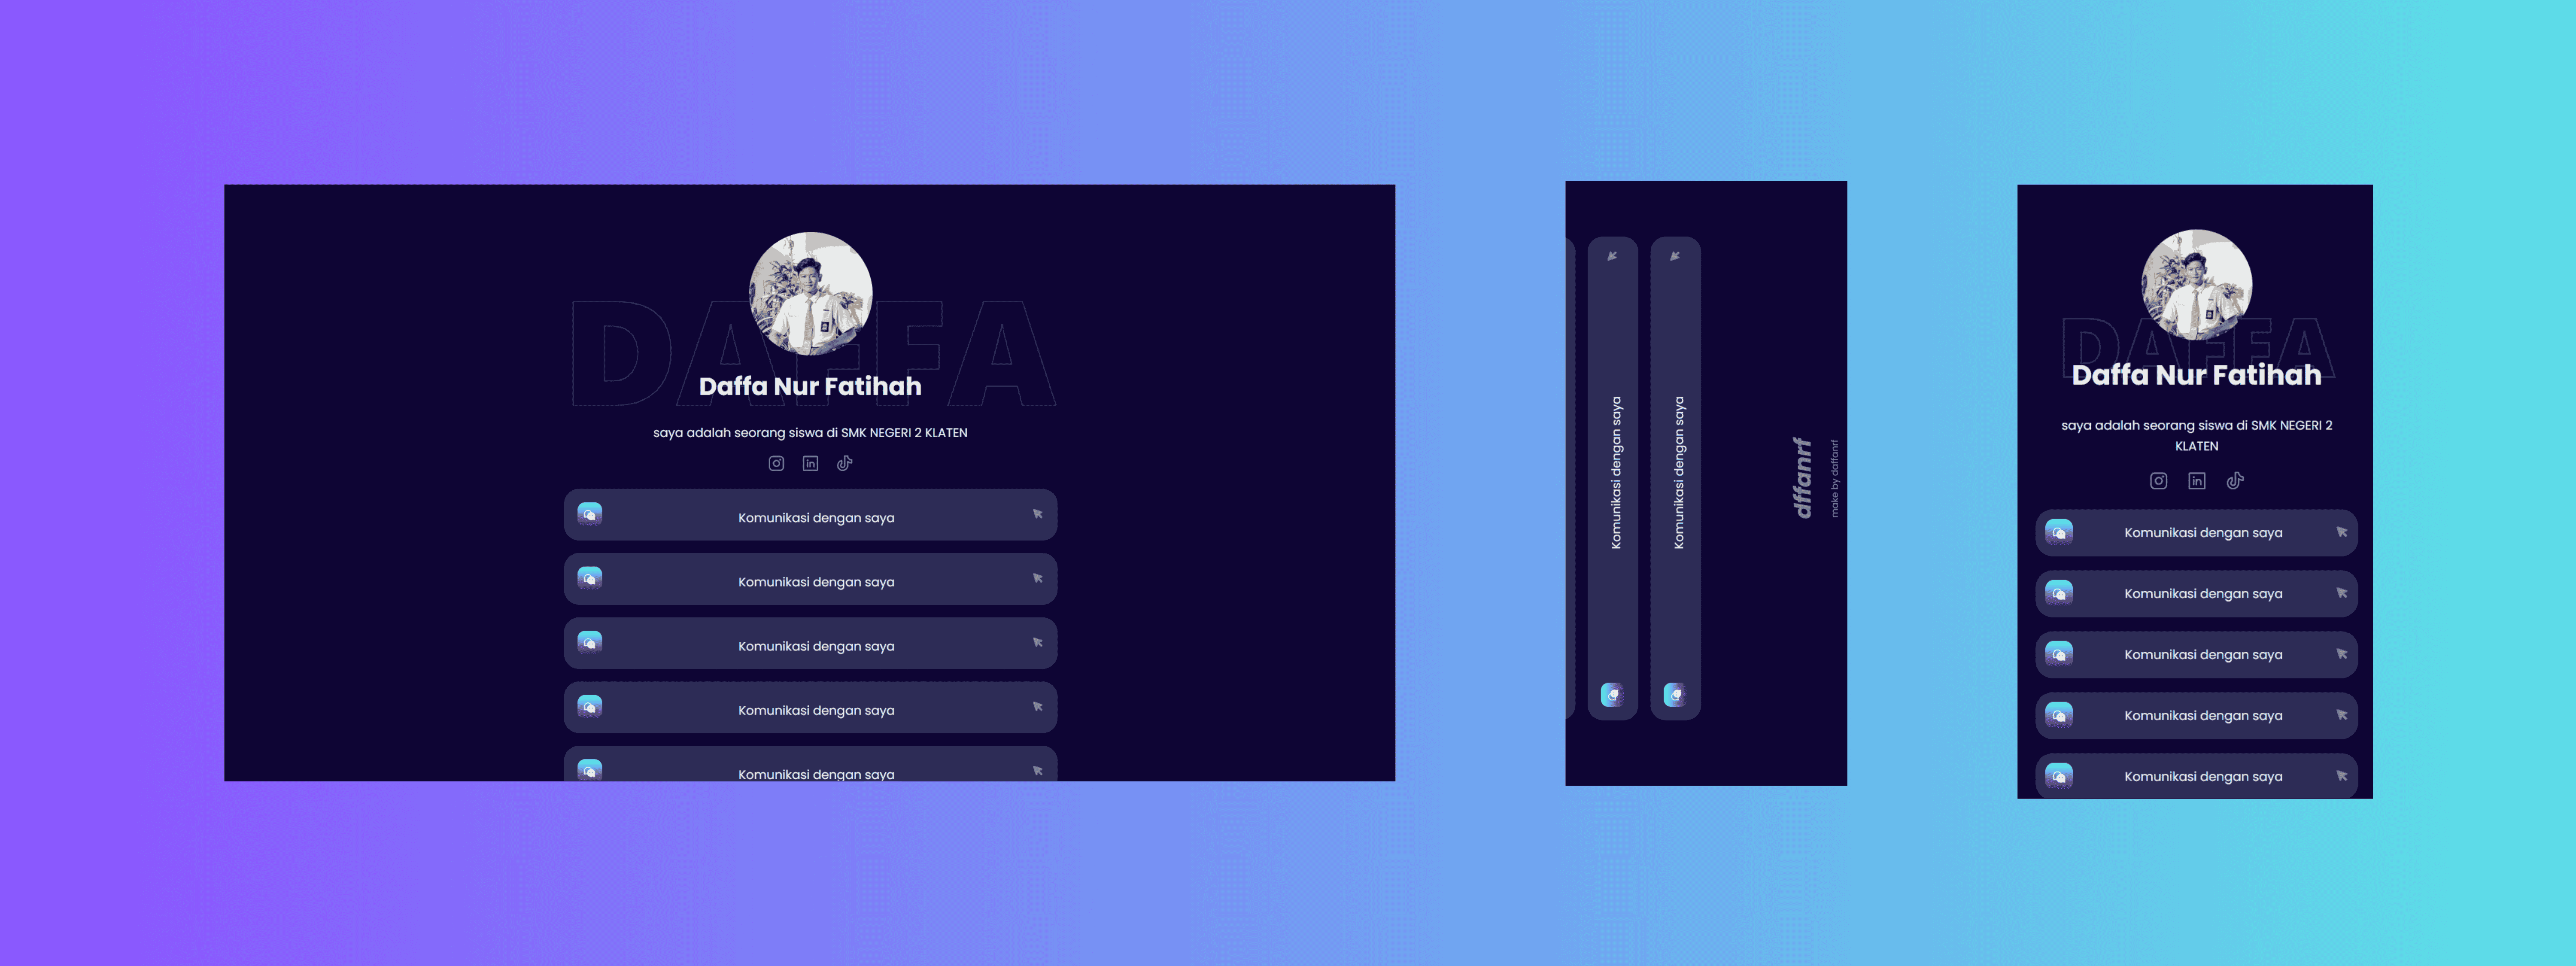 DAFFA
Daffa Nur Fatihah
saya adalah seorang siswa di SMK NEGERI 2 KLATEN
Komunikasi dengan saya
Komunikasi dengan saya
Komunikasi dengan saya
Komunikasi dengan saya
Komunikasi dengan saya
Komunikasi dengan saya
Komunikasi dengan saya
dffanrf
make by daffanrf
DAFFA
Daffa Nur Fatihah
saya adalah seorang siswa di SMK NEGERI 2
KLATEN
Komunikasi dengan saya
Komunikasi dengan saya
Komunikasi dengan saya
Komunikasi dengan saya
Komunikasi dengan saya